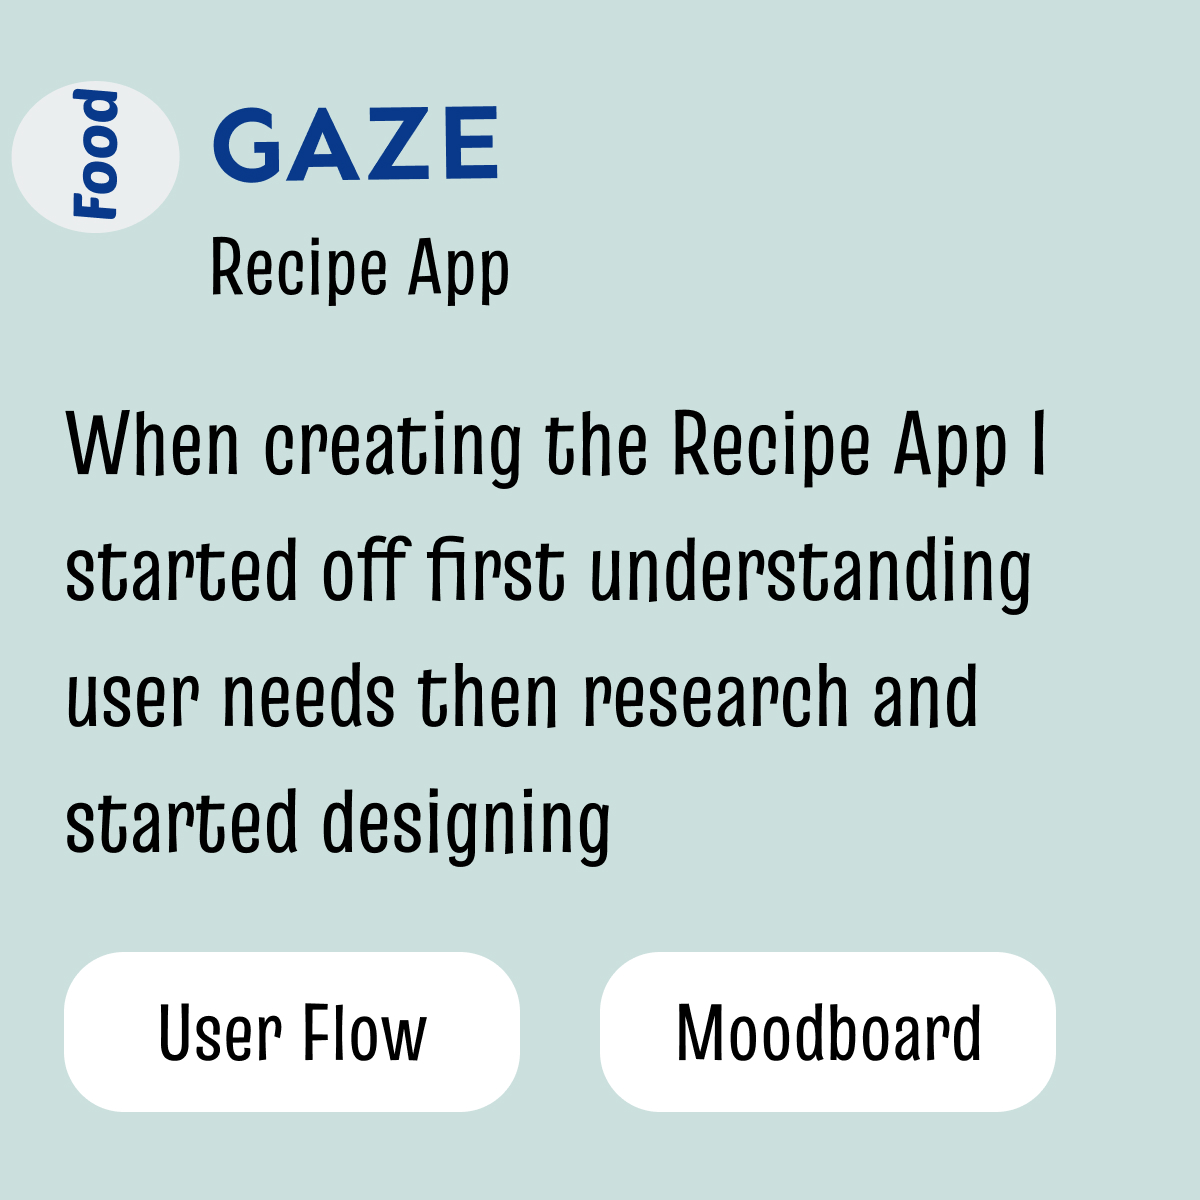 Food
GAZE
Recipe App
When creating the Recipe App I
started off first understanding
user needs then research and
started designing
User Flow
Moodboard